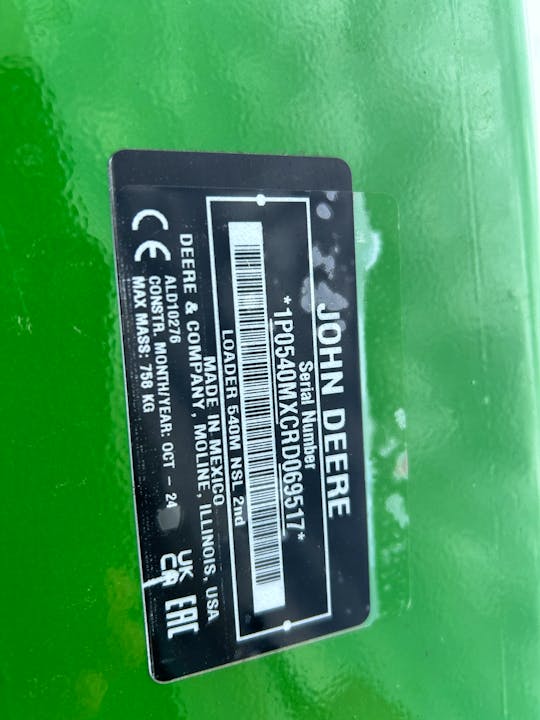 JOHN DEERE
Serial Number
*1P0540MXCRD069517*
LOADER 540M NSL 2nd
MADE IN MEXICO
DEERE & COMPANY, MOLINE, ILLINOIS, USA
ALD10276
CONSTR. MONTH/YEAR: OCT - 24
MAX MASS: 758 KG
CE UK CA EAC